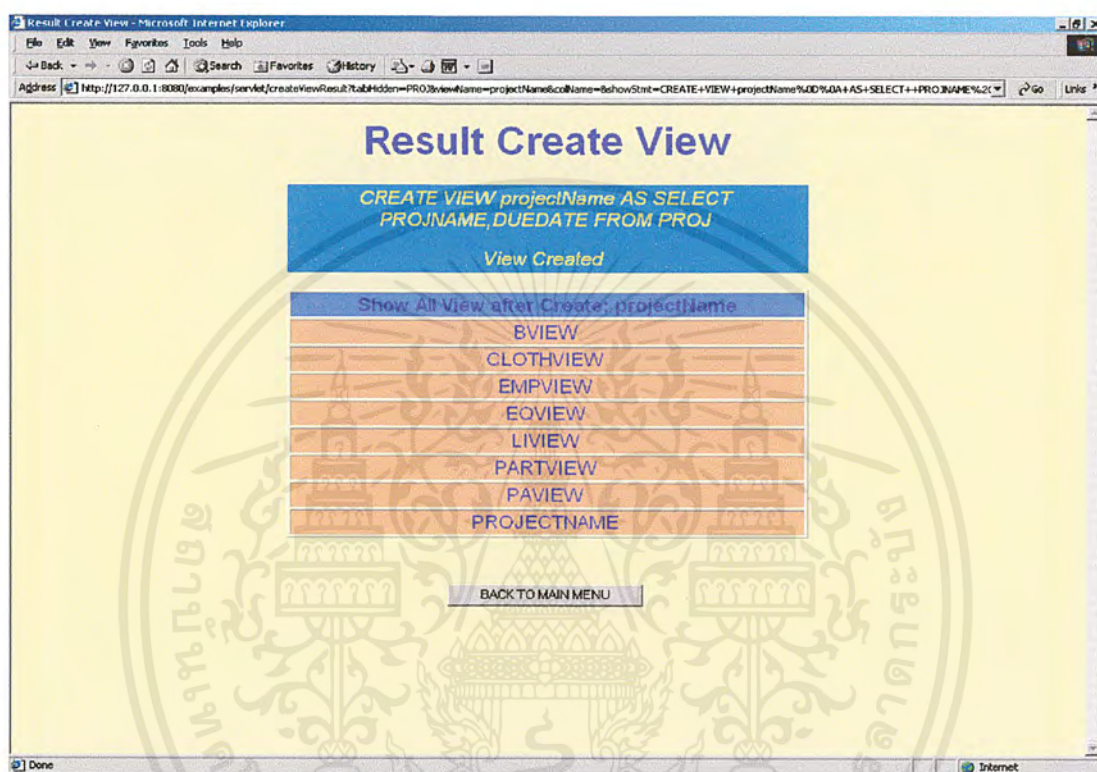 Result Create View - Microsoft Internet Explorer
File Edit View Favorites Tools Help
Back Search Favorites History
Address http://127.0.0.1:8080/examples/servlet/createViewResult?tabHidden=PROJ&viewName=projectName&colName=&showStmt=CREATE+VIEW+projectName%0D%0A+AS+SELECT++PROJNAME%2 Go Links
Result Create View
CREATE VIEW projectName AS SELECT
PROJNAME,DUEDATE FROM PROJ
View Created
Show All View after Create; projectName
BVIEW
CLOTHVIEW
EMPVIEW
EQVIEW
LIVIEW
PARTVIEW
PAVIEW
PROJECTNAME
BACK TO MAIN MENU
Done Internet